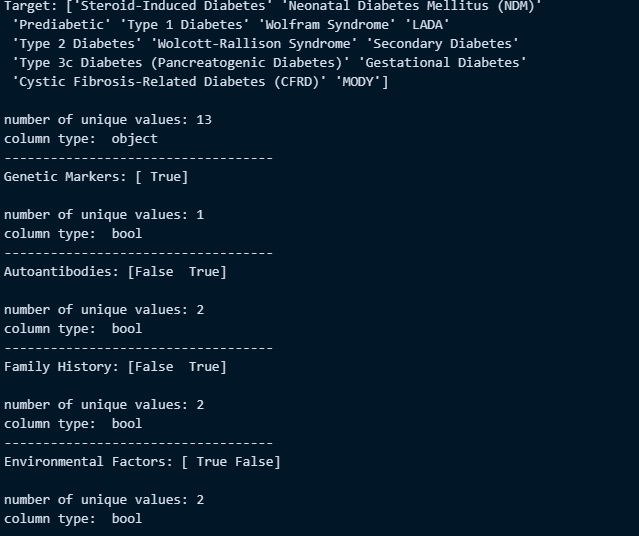 Target: ['Steroid-Induced Diabetes' 'Neonatal Diabetes Mellitus (NDM)'
'Prediabetic' 'Type 1 Diabetes' 'Wolfram Syndrome' 'LADA'
'Type 2 Diabetes' 'Wolcott-Rallison Syndrome' 'Secondary Diabetes'
'Type 3c Diabetes (Pancreatogenic Diabetes)' 'Gestational Diabetes'
'Cystic Fibrosis-Related Diabetes (CFRD)' 'MODY']
number of unique values: 13
column type:  object
----------------------------------
Genetic Markers: [ True]
number of unique values: 1
column type:  bool
----------------------------------
Autoantibodies: [False  True]
number of unique values: 2
column type:  bool
----------------------------------
Family History: [False  True]
number of unique values: 2
column type:  bool
----------------------------------
Environmental Factors: [ True False]
number of unique values: 2
column type:  bool